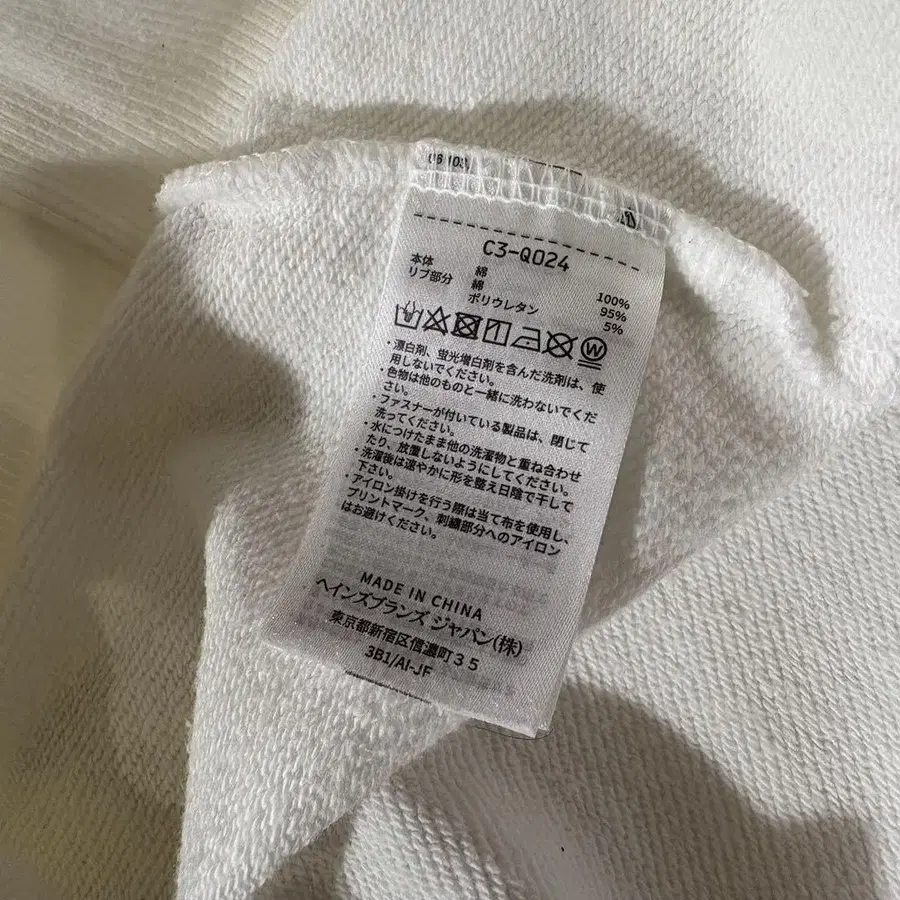 C3-Q024
本体 綿 100%
リブ部分 綿 95%
ポリウレタン 5%
W
・漂白剤、蛍光増白剤を含んだ洗剤は、使
用しないでください。
・色物は他のものと一緒に洗わないでくだ
さい。
・ファスナーが付いている製品は、閉じて
洗ってください。
・水につけたまま他の洗濯物と重ね合わせ
たり、放置しないようにしてください。
・洗濯後は速やかに形を整え日陰で干して
下さい。
・アイロン掛けを行う際は当て布を使用し、
プリントマーク、刺繍部分へのアイロン
はお避けください。
MADE IN CHINA
ヘインズブランズ ジャパン(株)
東京都新宿区信濃町35
3B1/AI-JF